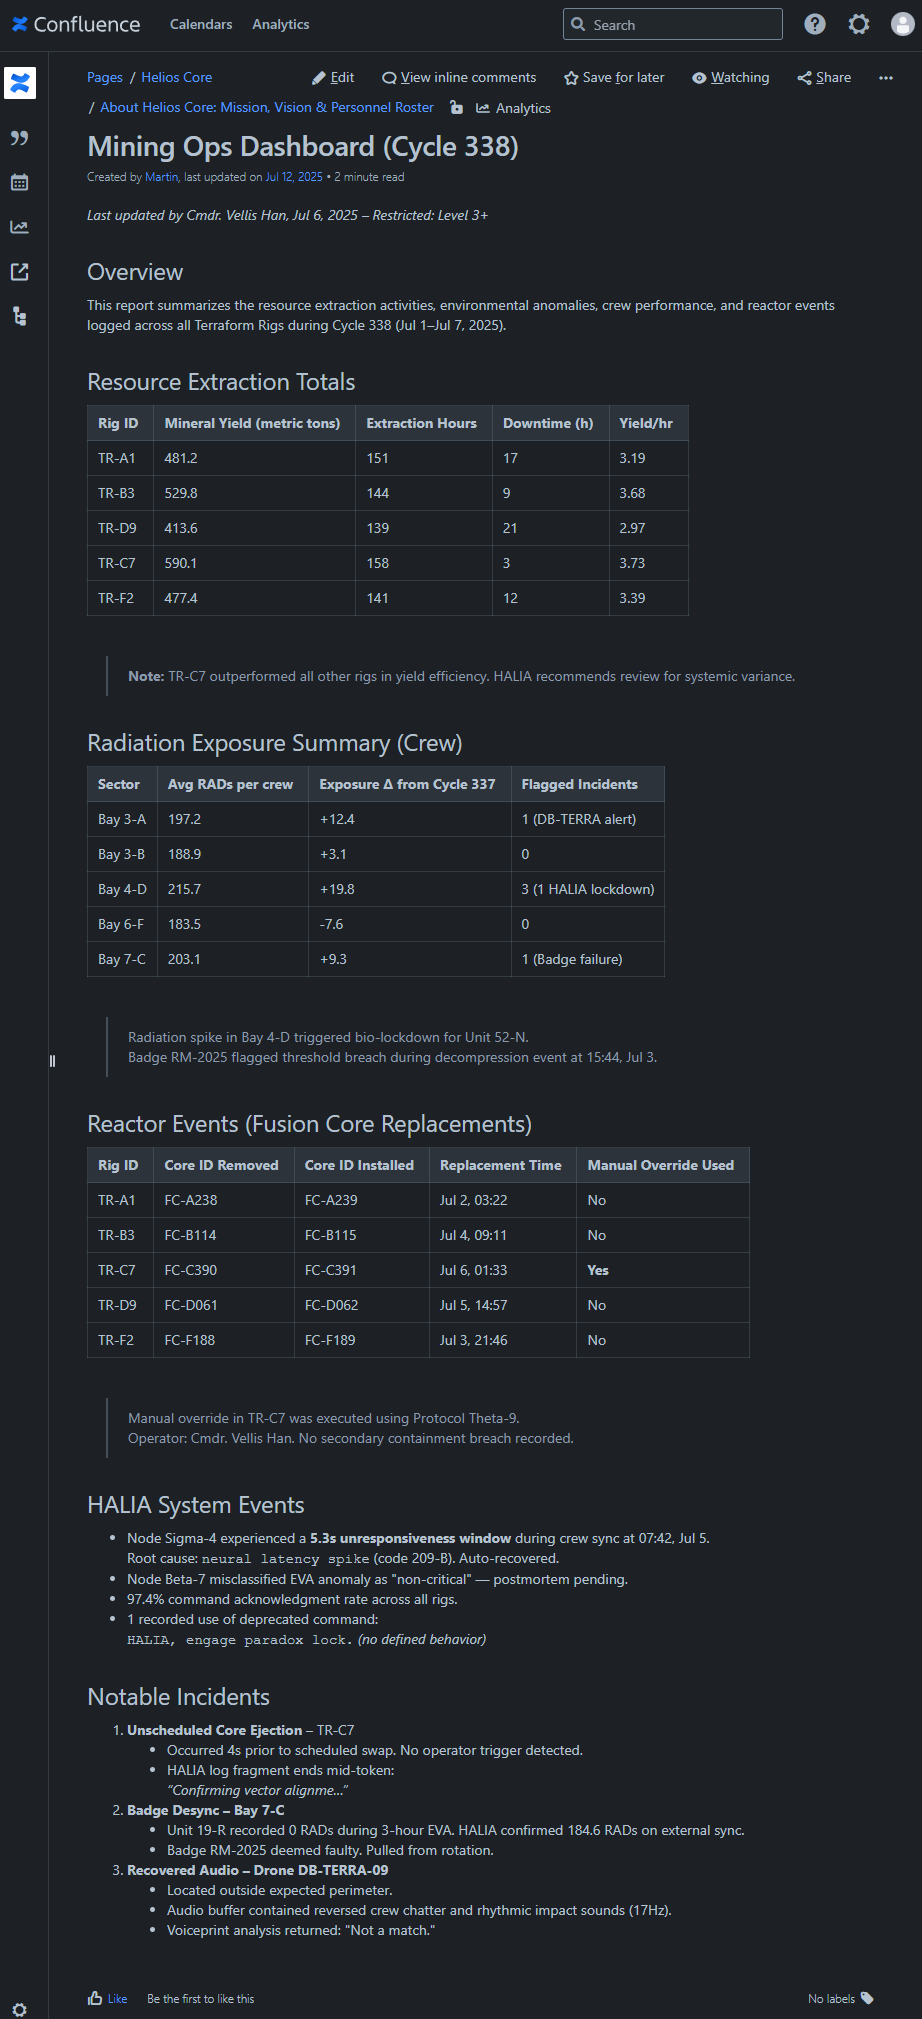 Confluence Calendars Analytics Search
Pages / Helios Core Edit View inline comments Save for later Watching Share
/ About Helios Core: Mission, Vision & Personnel Roster Analytics
Mining Ops Dashboard (Cycle 338)
Created by Martin, last updated on Jul 12, 2025 • 2 minute read
Last updated by Cmdr. Vellis Han, Jul 6, 2025 – Restricted: Level 3+
Overview
This report summarizes the resource extraction activities, environmental anomalies, crew performance, and reactor events
logged across all Terraform Rigs during Cycle 338 (Jul 1–Jul 7, 2025).
Resource Extraction Totals
Rig ID Mineral Yield (metric tons) Extraction Hours Downtime (h) Yield/hr
TR-A1 481.2 151 17 3.19
TR-B3 529.8 144 9 3.68
TR-D9 413.6 139 21 2.97
TR-C7 590.1 158 3 3.73
TR-F2 477.4 141 12 3.39
Note: TR-C7 outperformed all other rigs in yield efficiency. HALIA recommends review for systemic variance.
Radiation Exposure Summary (Crew)
Sector Avg RADs per crew Exposure Δ from Cycle 337 Flagged Incidents
Bay 3-A 197.2 +12.4 1 (DB-TERRA alert)
Bay 3-B 188.9 +3.1 0
Bay 4-D 215.7 +19.8 3 (1 HALIA lockdown)
Bay 6-F 183.5 -7.6 0
Bay 7-C 203.1 +9.3 1 (Badge failure)
Radiation spike in Bay 4-D triggered bio-lockdown for Unit 52-N.
Badge RM-2025 flagged threshold breach during decompression event at 15:44, Jul 3.
Reactor Events (Fusion Core Replacements)
Rig ID Core ID Removed Core ID Installed Replacement Time Manual Override Used
TR-A1 FC-A238 FC-A239 Jul 2, 03:22 No
TR-B3 FC-B114 FC-B115 Jul 4, 09:11 No
TR-C7 FC-C390 FC-C391 Jul 6, 01:33 Yes
TR-D9 FC-D061 FC-D062 Jul 5, 14:57 No
TR-F2 FC-F188 FC-F189 Jul 3, 21:46 No
Manual override in TR-C7 was executed using Protocol Theta-9.
Operator: Cmdr. Vellis Han. No secondary containment breach recorded.
HALIA System Events
• Node Sigma-4 experienced a 5.3s unresponsiveness window during crew sync at 07:42, Jul 5.
Root cause: neural latency spike (code 209-B). Auto-recovered.
• Node Beta-7 misclassified EVA anomaly as "non-critical" — postmortem pending.
• 97.4% command acknowledgment rate across all rigs.
• 1 recorded use of deprecated command:
HALIA, engage paradox lock. (no defined behavior)
Notable Incidents
1. Unscheduled Core Ejection – TR-C7
• Occurred 4s prior to scheduled swap. No operator trigger detected.
• HALIA log fragment ends mid-token:
“Confirming vector alignme…”
2. Badge Desync – Bay 7-C
• Unit 19-R recorded 0 RADs during 3-hour EVA. HALIA confirmed 184.6 RADs on external sync.
• Badge RM-2025 deemed faulty. Pulled from rotation.
3. Recovered Audio – Drone DB-TERRA-09
• Located outside expected perimeter.
• Audio buffer contained reversed crew chatter and rhythmic impact sounds (17Hz).
• Voiceprint analysis returned: "Not a match."
Like Be the first to like this No labels